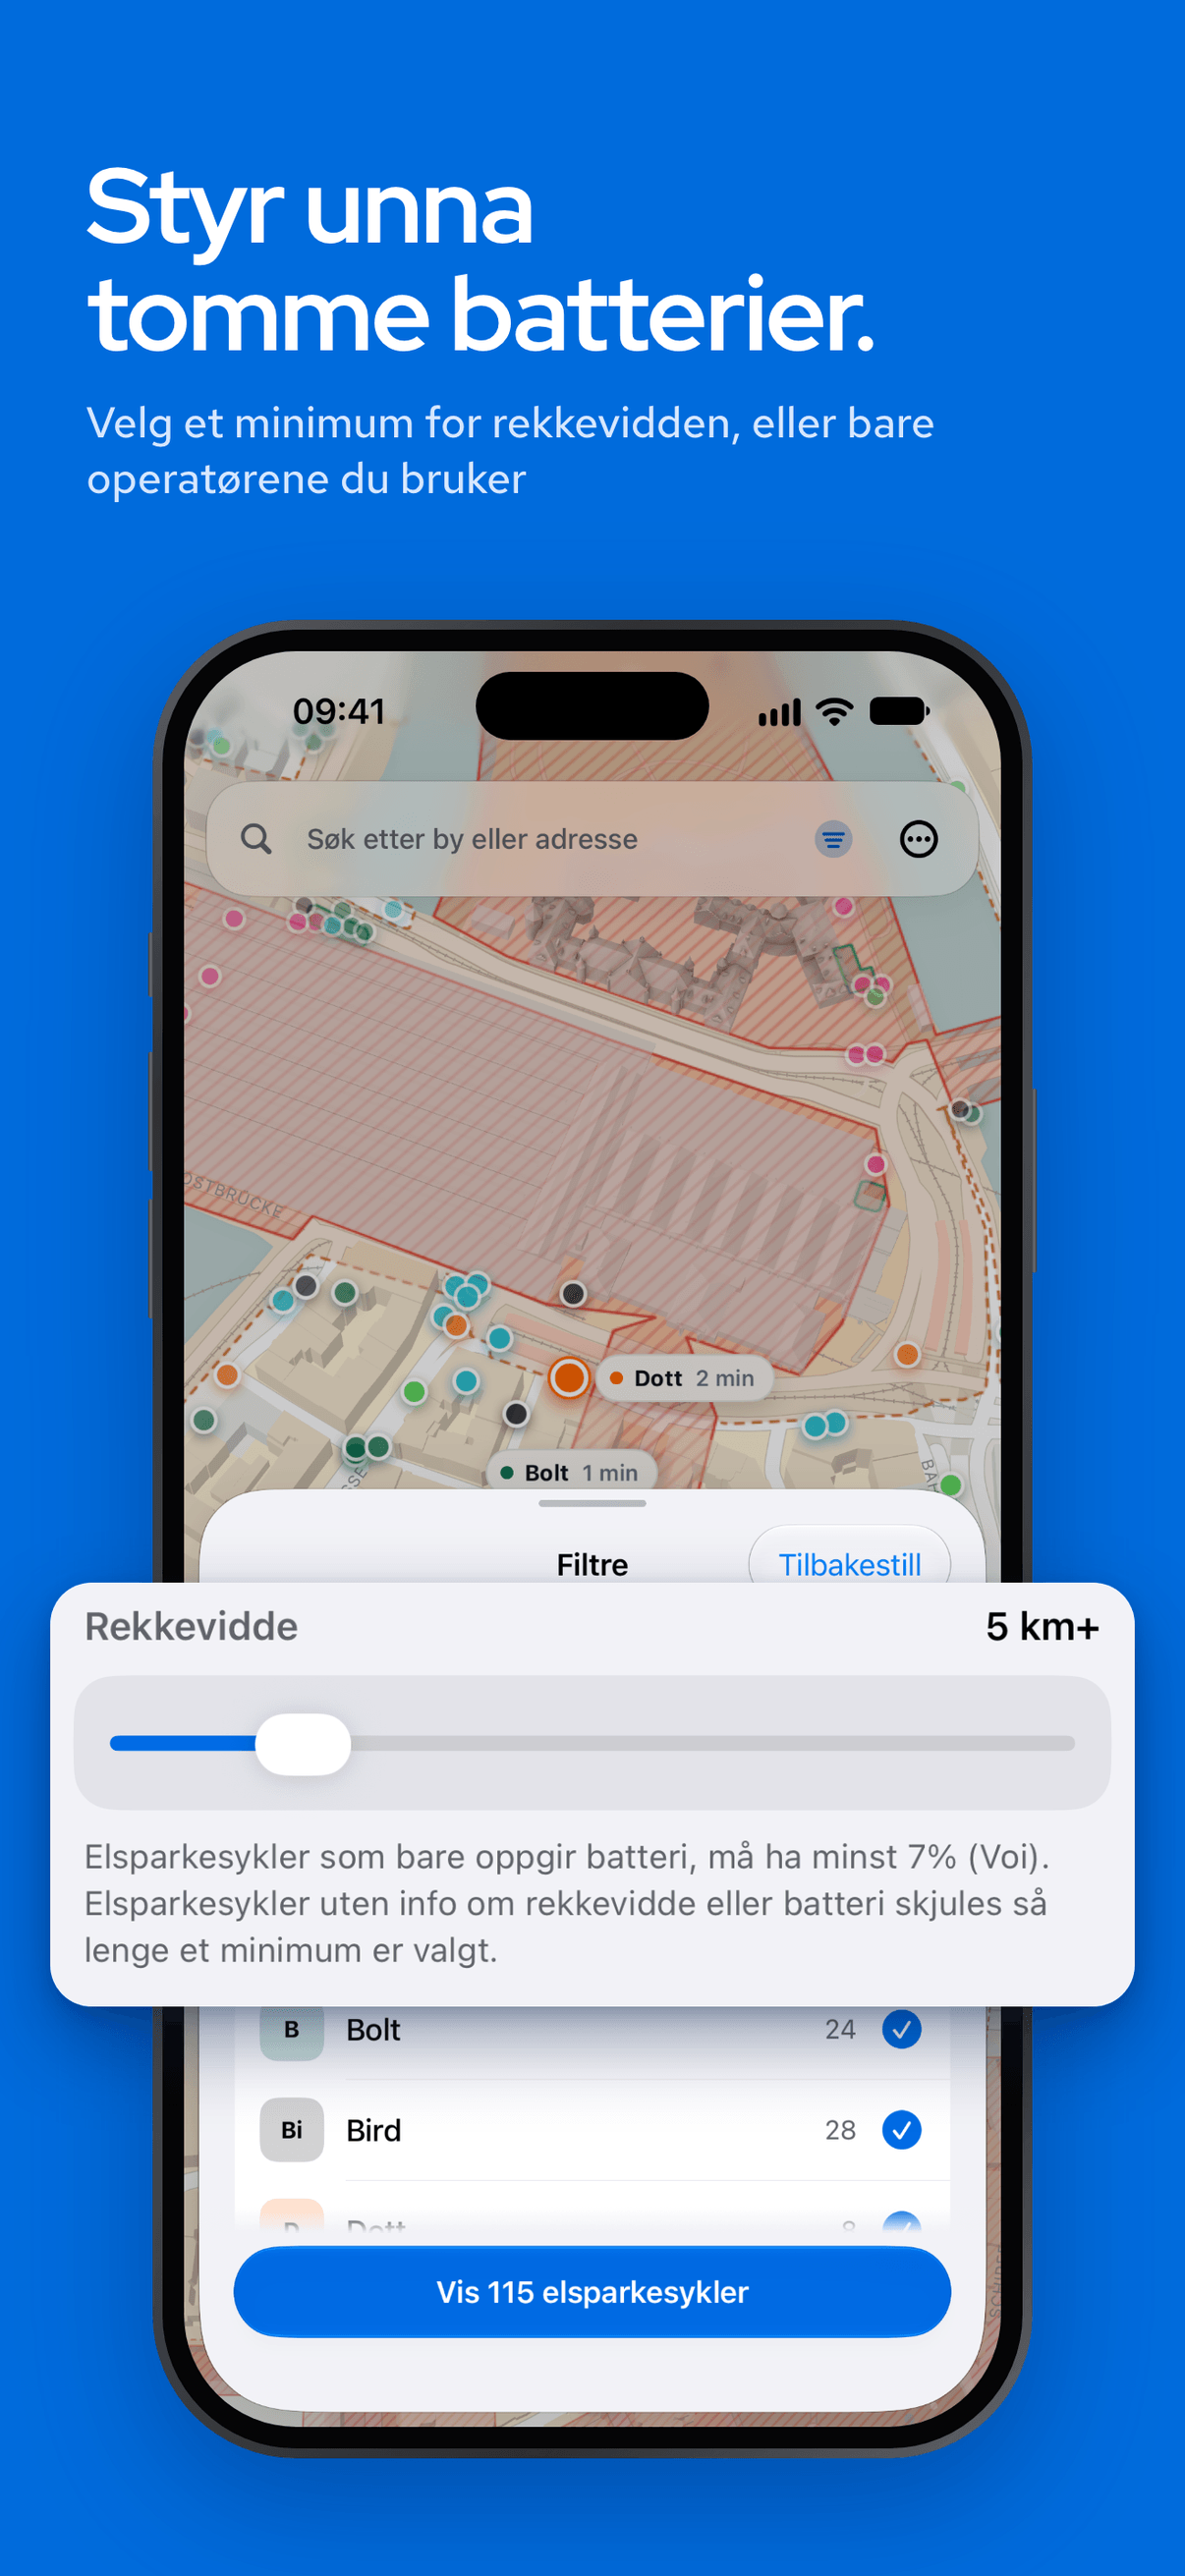 Styr unna
tomme batterier.
Velg et minimum for rekkevidden, eller bare
operatørene du bruker
09:41
Søk etter by eller adresse
Dott 2 min
Bolt 1 min
Filtre
Tilbakestill
Rekkevidde
5 km+
Elsparkesykler som bare oppgir batteri, må ha minst 7% (Voi).
Elsparkesykler uten info om rekkevidde eller batteri skjules så
lenge et minimum er valgt.
B Bolt 24
Bi Bird 28
D Dott 8
Vis 115 elsparkesykler